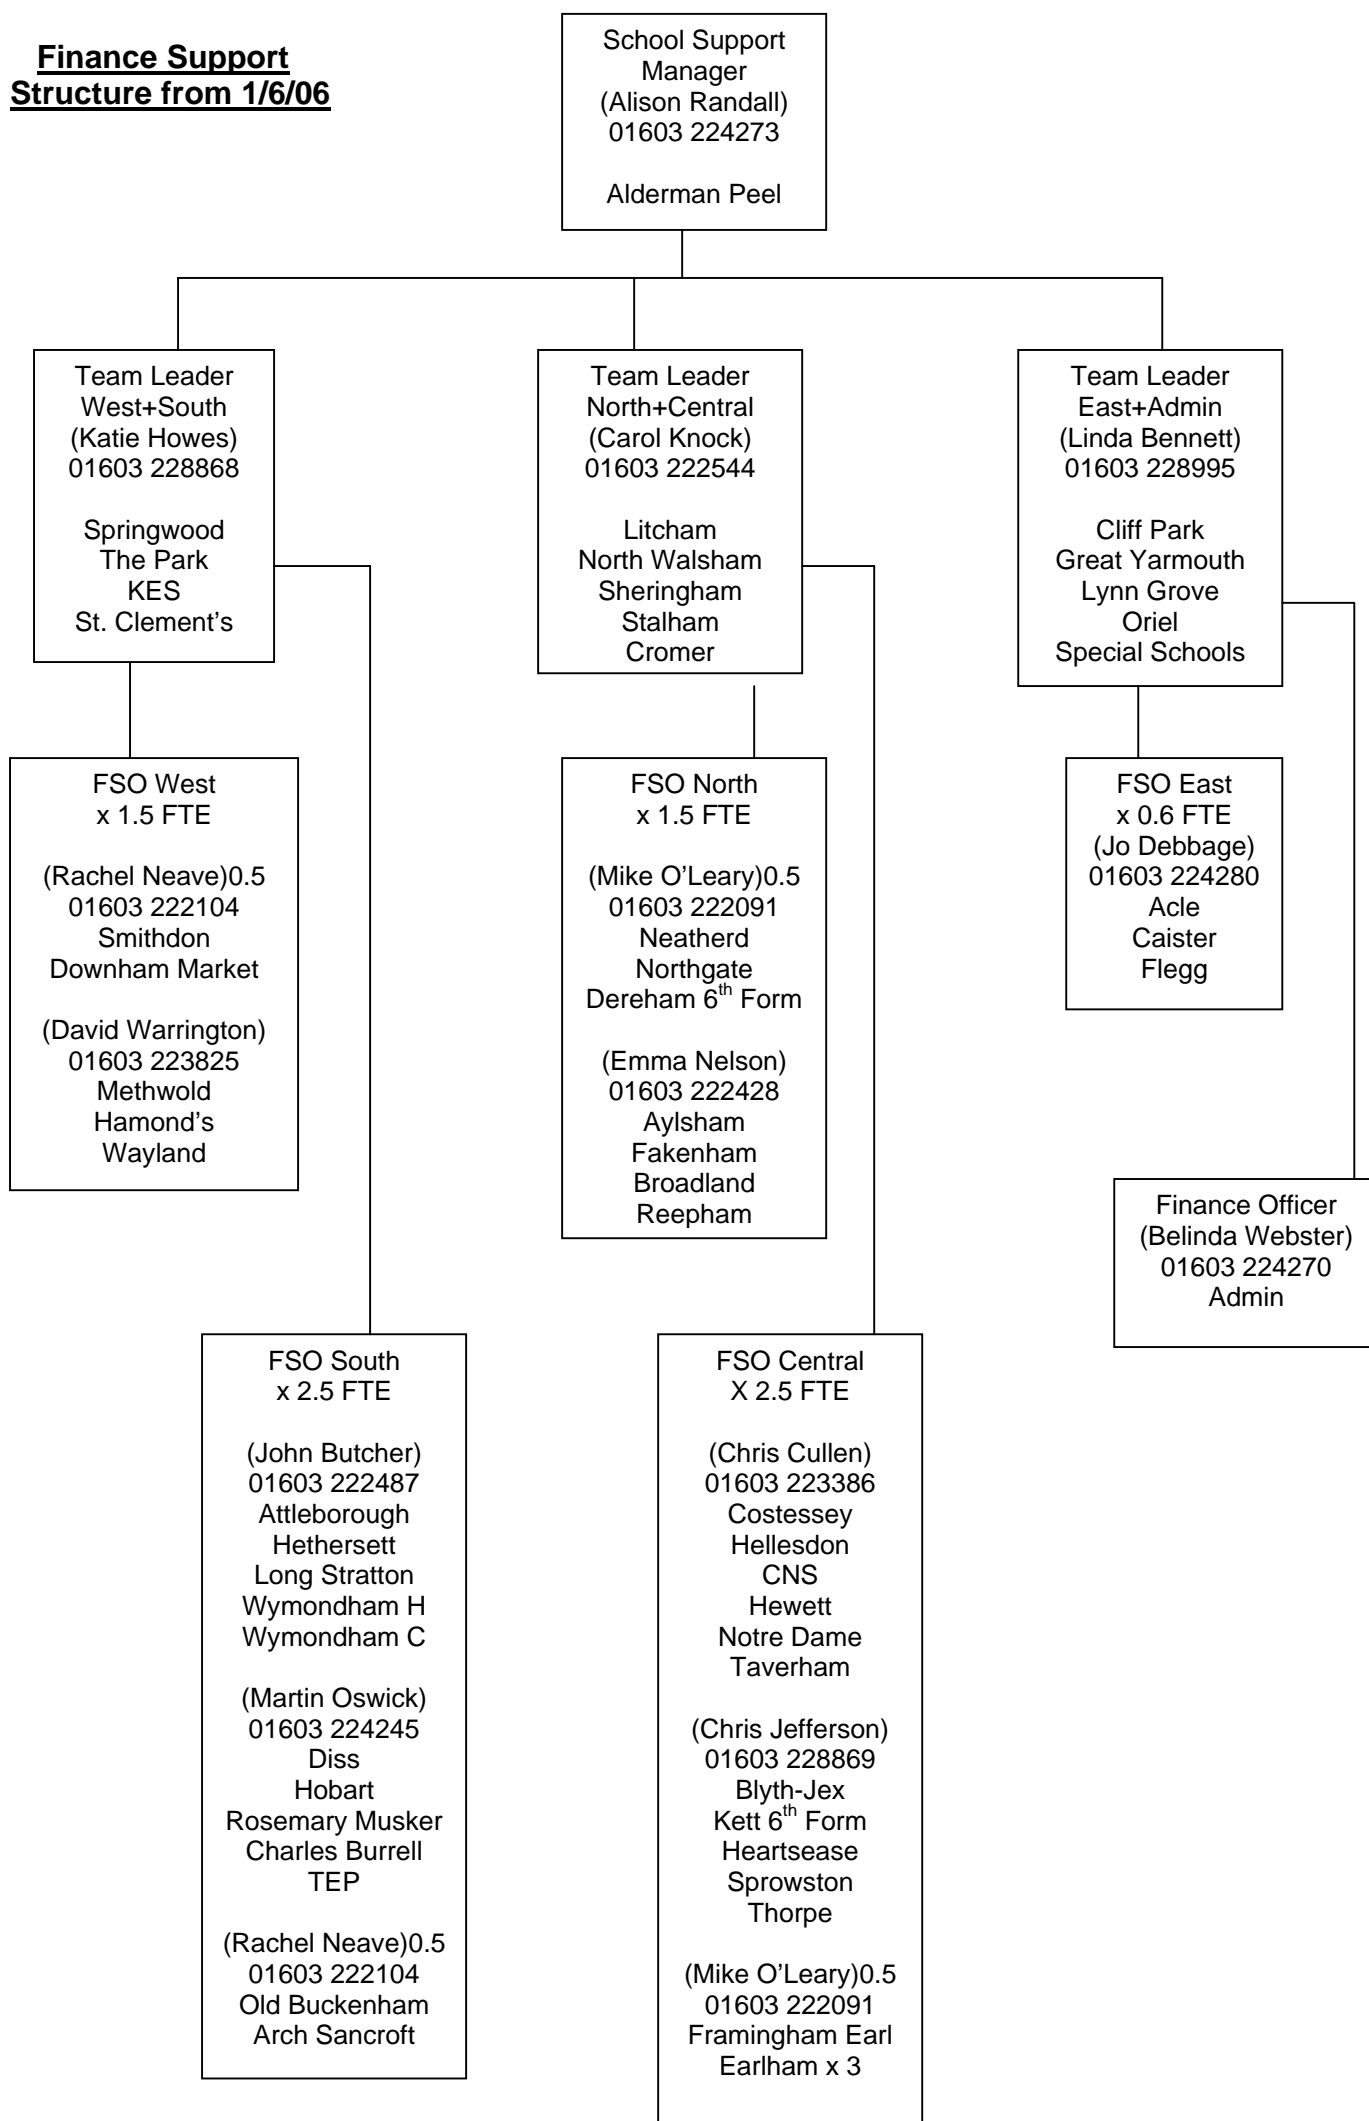 Finance Support
Structure from 1/6/06
School Support
Manager
(Alison Randall)
01603 224273
Alderman Peel
Team Leader
West+South
(Katie Howes)
01603 228868
Springwood
The Park
KES
St. Clement’s
Team Leader
North+Central
(Carol Knock)
01603 222544
Litcham
North Walsham
Sheringham
Stalham
Cromer
Team Leader
East+Admin
(Linda Bennett)
01603 228995
Cliff Park
Great Yarmouth
Lynn Grove
Oriel
Special Schools
FSO West
x 1.5 FTE
(Rachel Neave)0.5
01603 222104
Smithdon
Downham Market
(David Warrington)
01603 223825
Methwold
Hamond’s
Wayland
FSO North
x 1.5 FTE
(Mike O’Leary)0.5
01603 222091
Neatherd
Northgate
Dereham 6th Form
(Emma Nelson)
01603 222428
Aylsham
Fakenham
Broadland
Reepham
FSO East
x 0.6 FTE
(Jo Debbage)
01603 224280
Acle
Caister
Flegg
Finance Officer
(Belinda Webster)
01603 224270
Admin
FSO South
x 2.5 FTE
(John Butcher)
01603 222487
Attleborough
Hethersett
Long Stratton
Wymondham H
Wymondham C
(Martin Oswick)
01603 224245
Diss
Hobart
Rosemary Musker
Charles Burrell
TEP
(Rachel Neave)0.5
01603 222104
Old Buckenham
Arch Sancroft
FSO Central
X 2.5 FTE
(Chris Cullen)
01603 223386
Costessey
Hellesdon
CNS
Hewett
Notre Dame
Taverham
(Chris Jefferson)
01603 228869
Blyth-Jex
Kett 6th Form
Heartsease
Sprowston
Thorpe
(Mike O’Leary)0.5
01603 222091
Framingham Earl
Earlham x 3